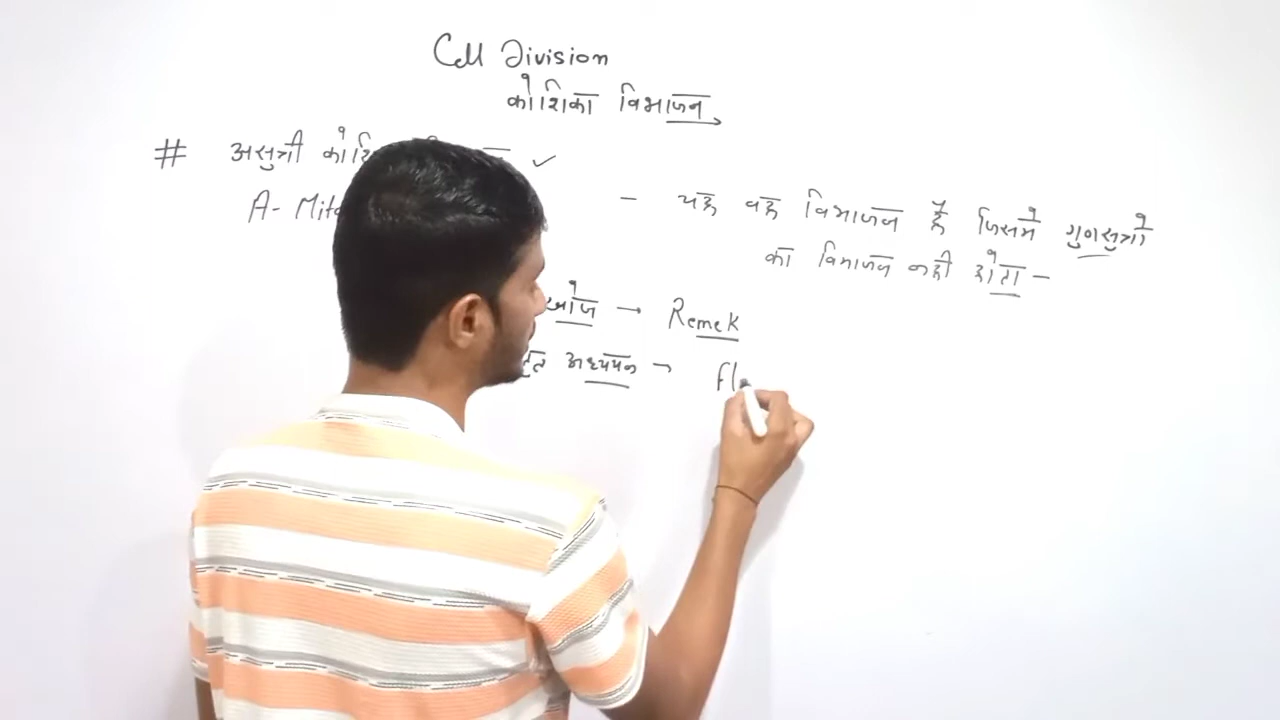 Cell Division
कोशिका विभाजन
# असुत्री
A- Mito
- यह वह विभाजन है जिसमे गुणसुत्रो
का विभाजन नही होता -
खोज → Remek
अध्ययन → Fl